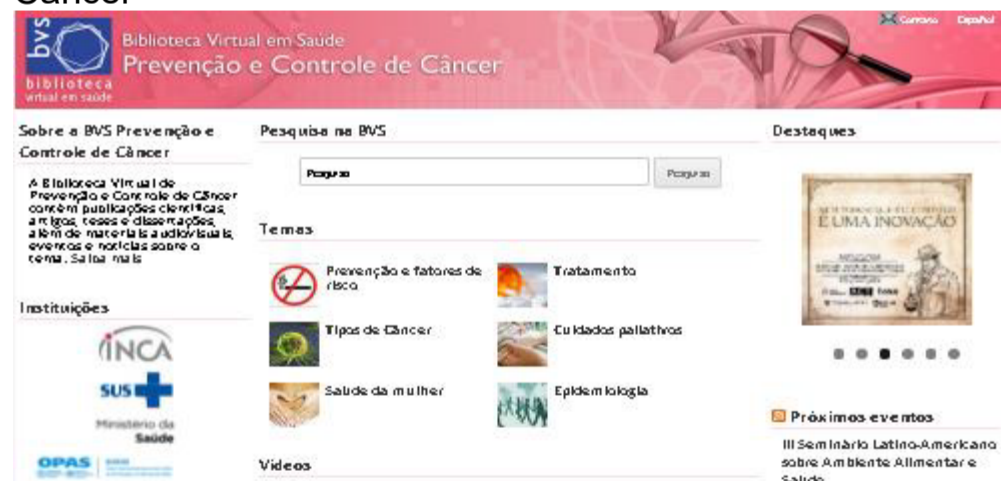 Câncer
Contato Español
bvs
biblioteca
virtual em saúde
Biblioteca Virtual em Saúde
Prevenção e Controle de Câncer
Sobre a BVS Prevenção e
Controle de Câncer
A Biblioteca Virtual de
Prevenção e Controle de Câncer
contém publicações científicas,
artigos, teses e dissertações,
além de materiais audiovisuais,
eventos e notícias sobre o
tema. Saiba mais
Instituições
INCA
SUS
Ministério da
Saúde
OPAS
Pesquisa na BVS
Pesquisa Pesquisa
Temas
Prevenção e fatores de
risco
Tratamento
Tipos de Câncer
Cuidados paliativos
Saúde da mulher
Epidemiologia
Vídeos
Destaques
É UMA INOVAÇÃO
ACT
Próximos eventos
III Seminário Latino-Americano
sobre Ambiente Alimentar e
Saúde